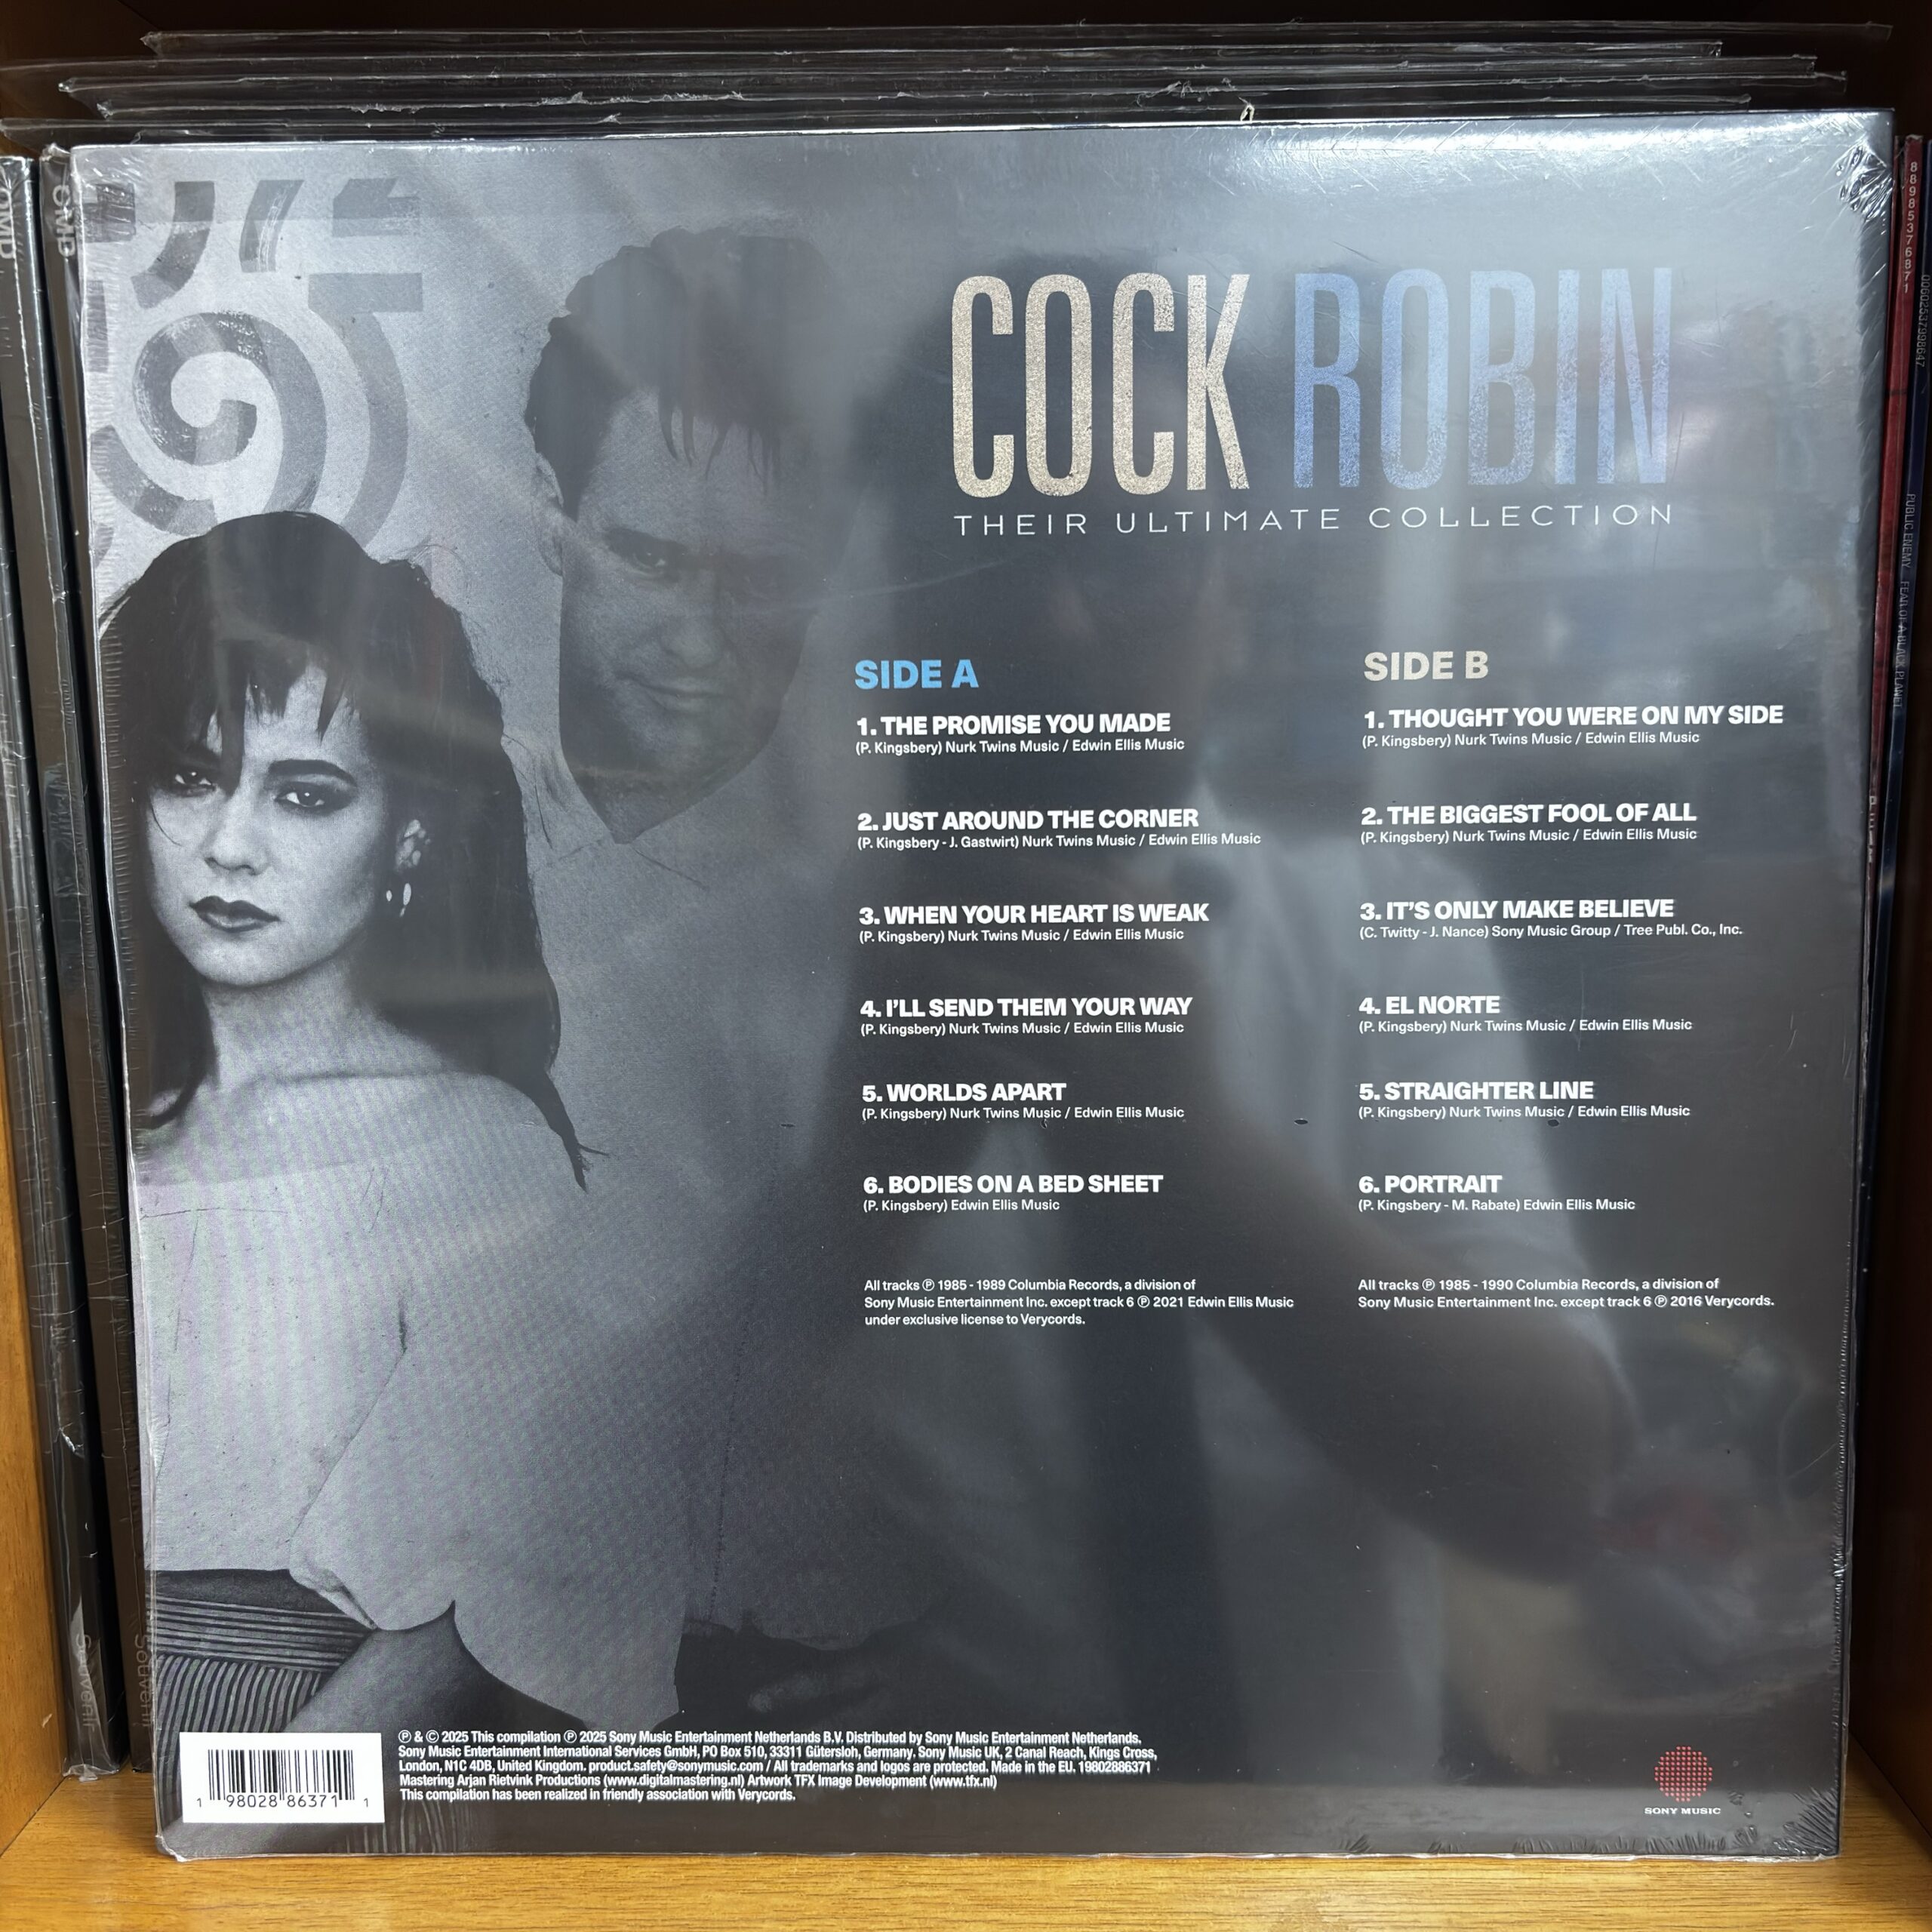 COCK ROBIN
THEIR ULTIMATE COLLECTION
SIDE A
1. THE PROMISE YOU MADE
(P. Kingsbery) Nurk Twins Music / Edwin Ellis Music
2. JUST AROUND THE CORNER
(P. Kingsbery - J. Gastwirt) Nurk Twins Music / Edwin Ellis Music
3. WHEN YOUR HEART IS WEAK
(P. Kingsbery) Nurk Twins Music / Edwin Ellis Music
4. I'LL SEND THEM YOUR WAY
(P. Kingsbery) Nurk Twins Music / Edwin Ellis Music
5. WORLDS APART
(P. Kingsbery) Nurk Twins Music / Edwin Ellis Music
6. BODIES ON A BED SHEET
(P. Kingsbery) Edwin Ellis Music
All tracks ℗ 1985 - 1989 Columbia Records, a division of
Sony Music Entertainment Inc. except track 6 ℗ 2021 Edwin Ellis Music
under exclusive license to Verycords.
SIDE B
1. THOUGHT YOU WERE ON MY SIDE
(P. Kingsbery) Nurk Twins Music / Edwin Ellis Music
2. THE BIGGEST FOOL OF ALL
(P. Kingsbery) Nurk Twins Music / Edwin Ellis Music
3. IT'S ONLY MAKE BELIEVE
(C. Twitty - J. Nance) Sony Music Group / Tree Publ. Co., Inc.
4. EL NORTE
(P. Kingsbery) Nurk Twins Music / Edwin Ellis Music
5. STRAIGHTER LINE
(P. Kingsbery) Nurk Twins Music / Edwin Ellis Music
6. PORTRAIT
(P. Kingsbery - M. Rabate) Edwin Ellis Music
All tracks ℗ 1985 - 1990 Columbia Records, a division of
Sony Music Entertainment Inc. except track 6 ℗ 2016 Verycords.
℗ & © 2025 This compilation ℗ 2025 Sony Music Entertainment Netherlands B.V. Distributed by Sony Music Entertainment Netherlands.
Sony Music Entertainment International Services GmbH, PO Box 510, 33311 Gütersloh, Germany. Sony Music UK, 2 Canal Reach, Kings Cross,
London, N1C 4DB, United Kingdom. product.safety@sonymusic.com / All trademarks and logos are protected. Made in the EU. 19802886371
Mastering Arjan Rietvink Productions (www.digitalmastering.nl) Artwork TFX Image Development (www.tfx.nl)
This compilation has been realized in friendly association with Verycords.
1 98028 86371 1
SONY MUSIC
OMD
OMD
Souvenir
Souvenir
88985376871
PUBLIC ENEMY FEAR OF A BLACK PLANET